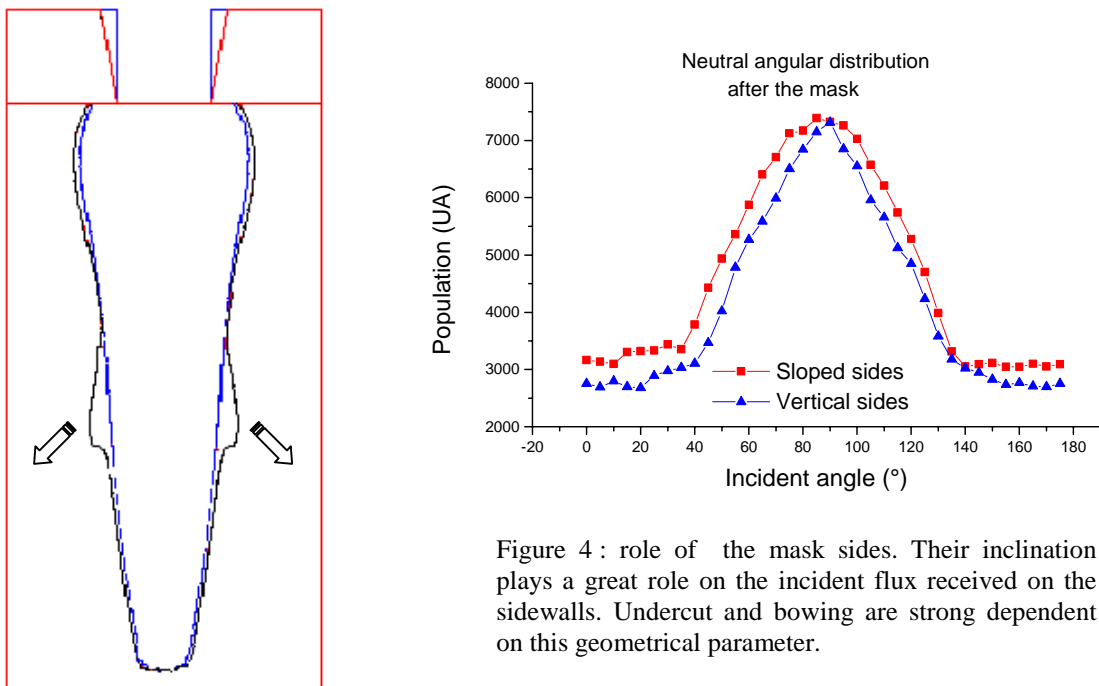 Neutral angular distribution
after the mask
8000
7000
6000
5000
4000
3000
2000
Population (UA)
Sloped sides
Vertical sides
-20 0 20 40 60 80 100 120 140 160 180
Incident angle (°)
Figure 4 : role of the mask sides. Their inclination
plays a great role on the incident flux received on the
sidewalls. Undercut and bowing are strong dependent
on this geometrical parameter.